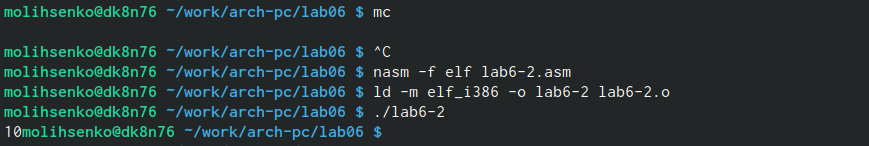 molihsenko@dk8n76 ~/work/arch-pc/lab06 $ mc
molihsenko@dk8n76 ~/work/arch-pc/lab06 $ ^C
molihsenko@dk8n76 ~/work/arch-pc/lab06 $ nasm -f elf lab6-2.asm
molihsenko@dk8n76 ~/work/arch-pc/lab06 $ ld -m elf_i386 -o lab6-2 lab6-2.o
molihsenko@dk8n76 ~/work/arch-pc/lab06 $ ./lab6-2
10molihsenko@dk8n76 ~/work/arch-pc/lab06 $